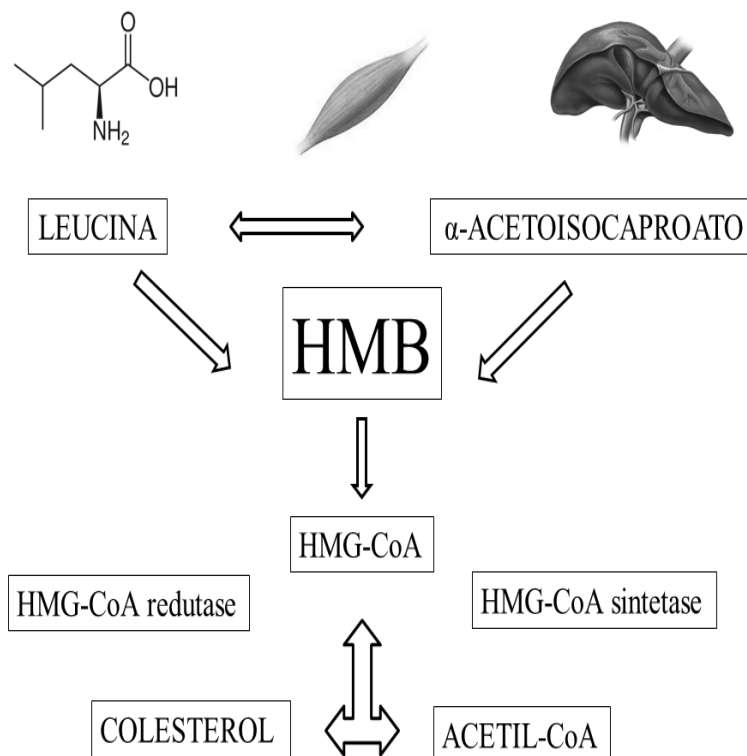 O
OH
NH₂
LEUCINA
α-ACETOISOCAPROATO
HMB
HMG-CoA
HMG-CoA redutase
HMG-CoA sintetase
COLESTEROL
ACETIL-CoA